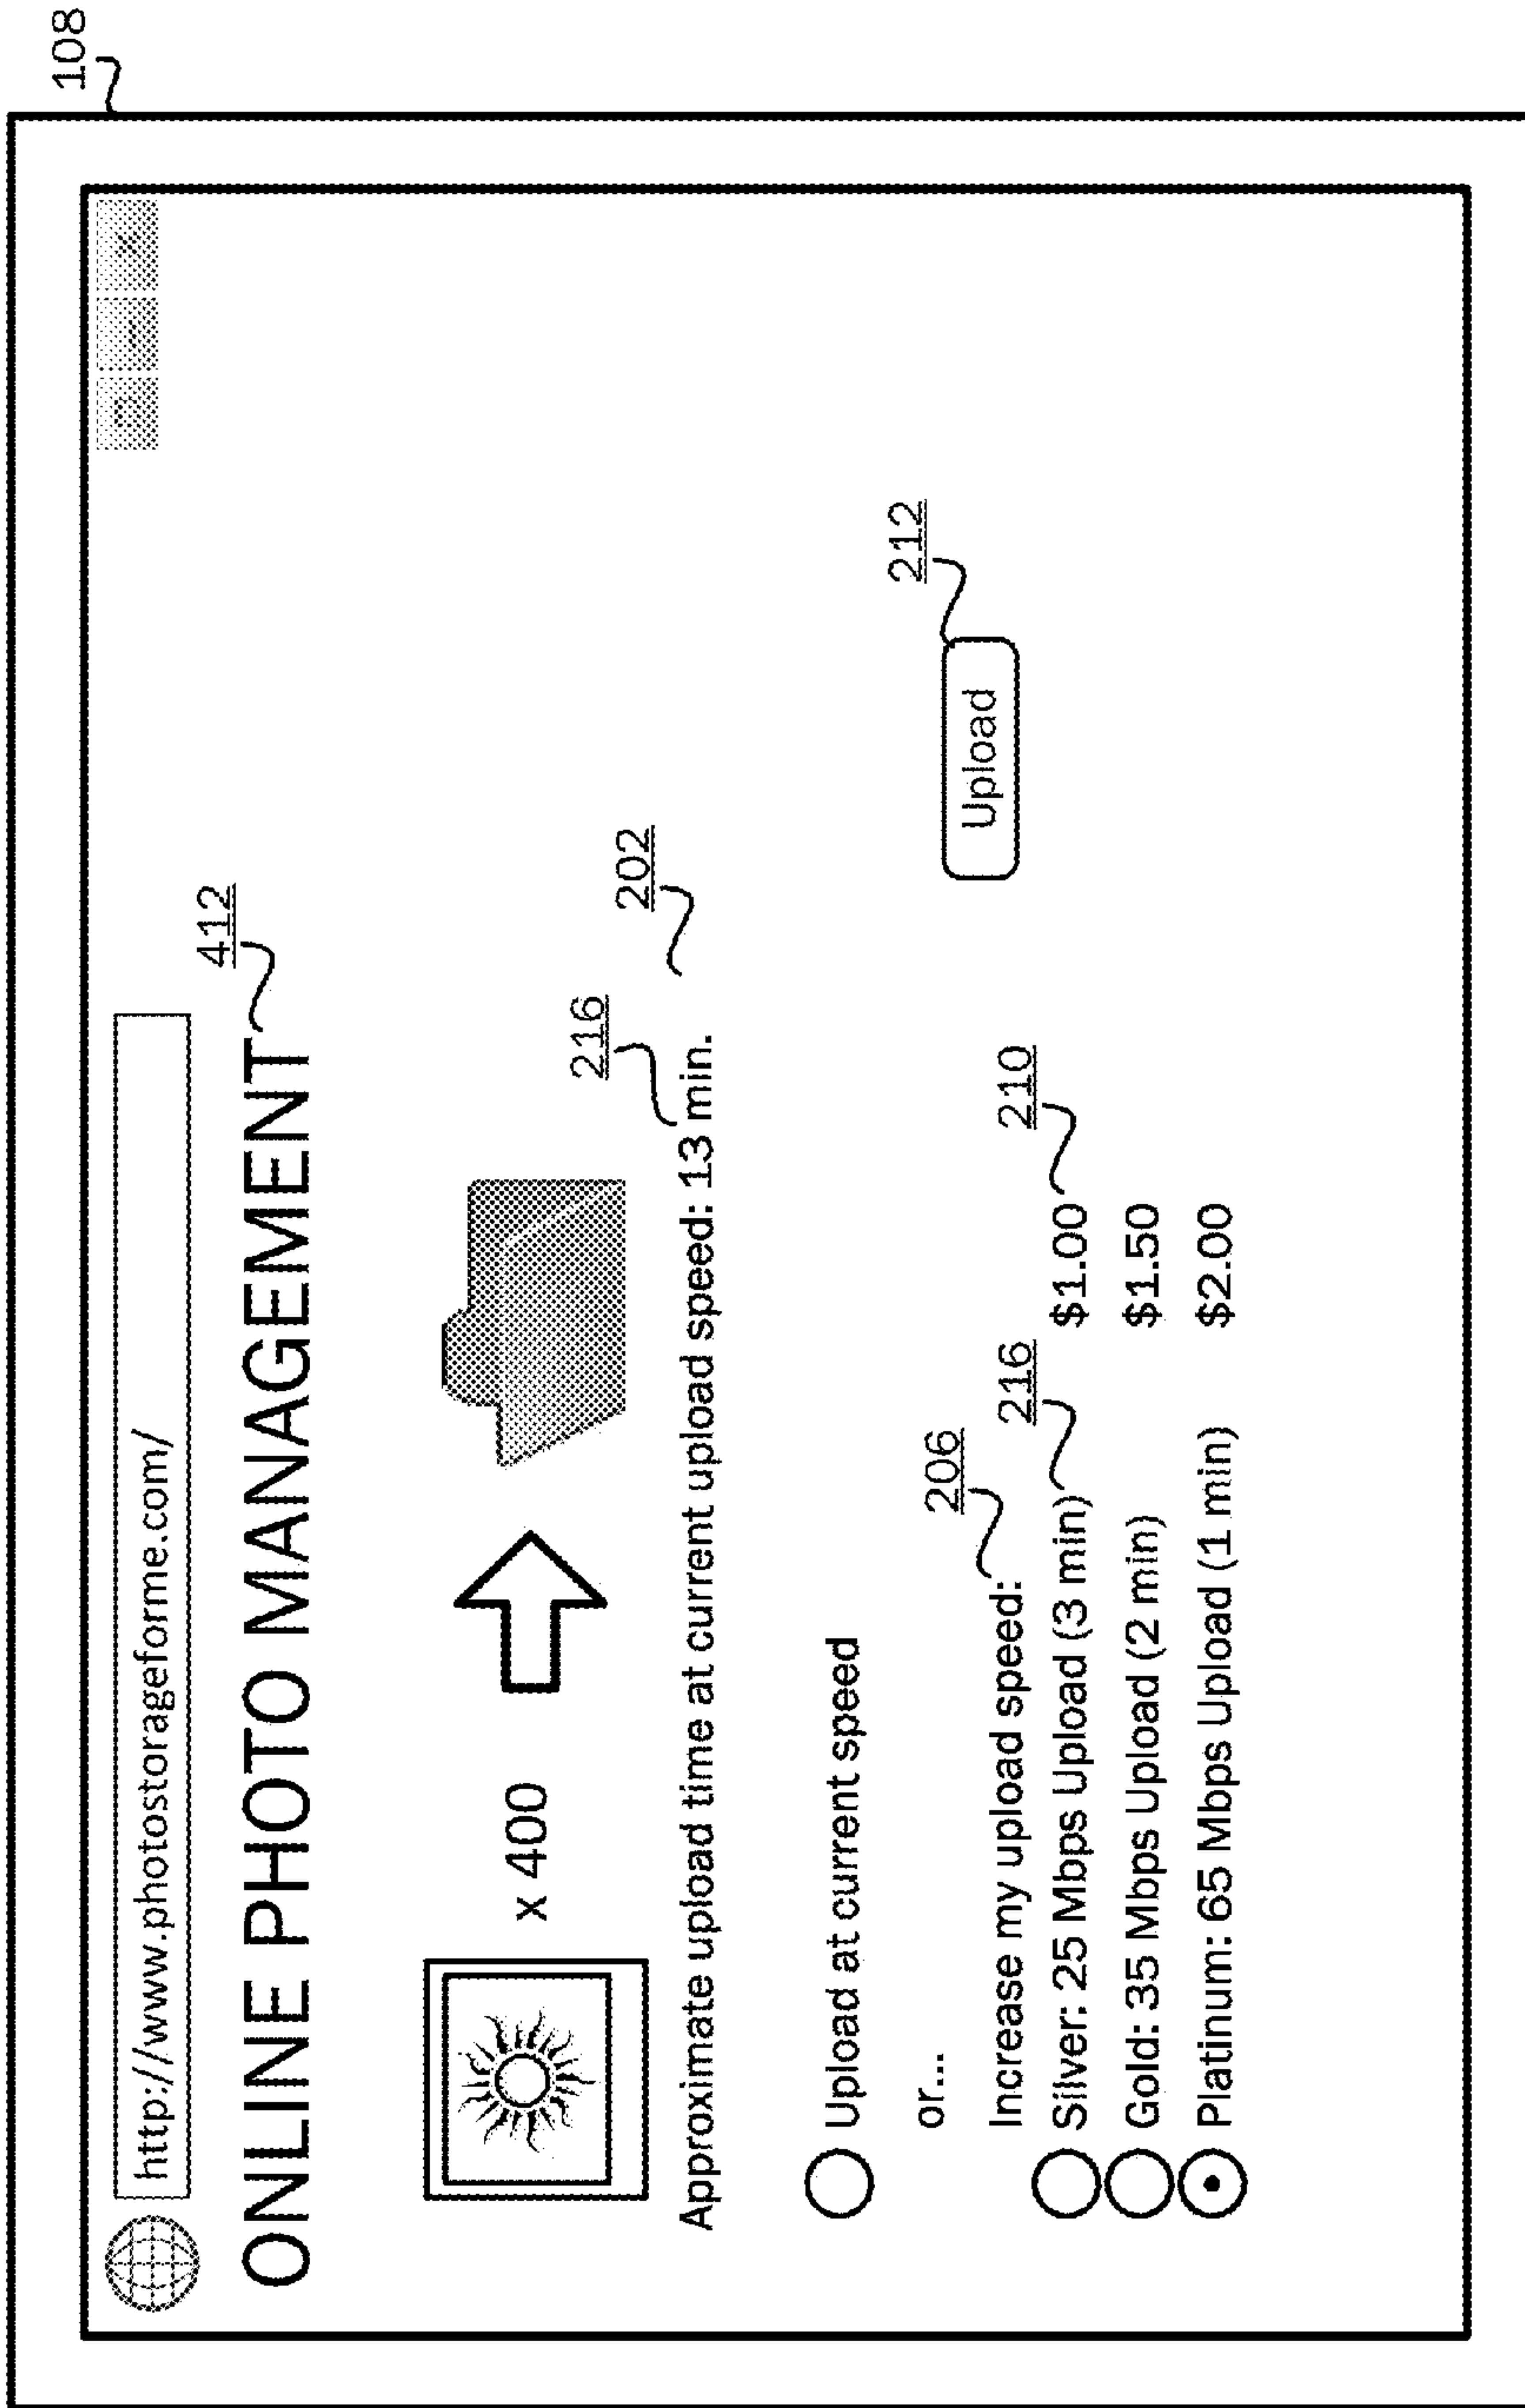 108
http://www.photostorageforme.com/
412
ONLINE PHOTO MANAGEMENT
x 400
216
202
Approximate upload time at current upload speed: 13 min.
Upload at current speed
212
or...
Upload
206
Increase my upload speed:
216
210
Silver: 25 Mbps Upload (3 min) $1.00
Gold: 35 Mbps Upload (2 min) $1.50
Platinum: 65 Mbps Upload (1 min) $2.00